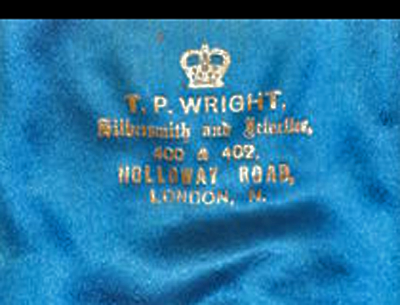 T. P. WRIGHT,
Silversmith and Jeweller,
400 & 402,
HOLLOWAY ROAD,
LONDON, N.